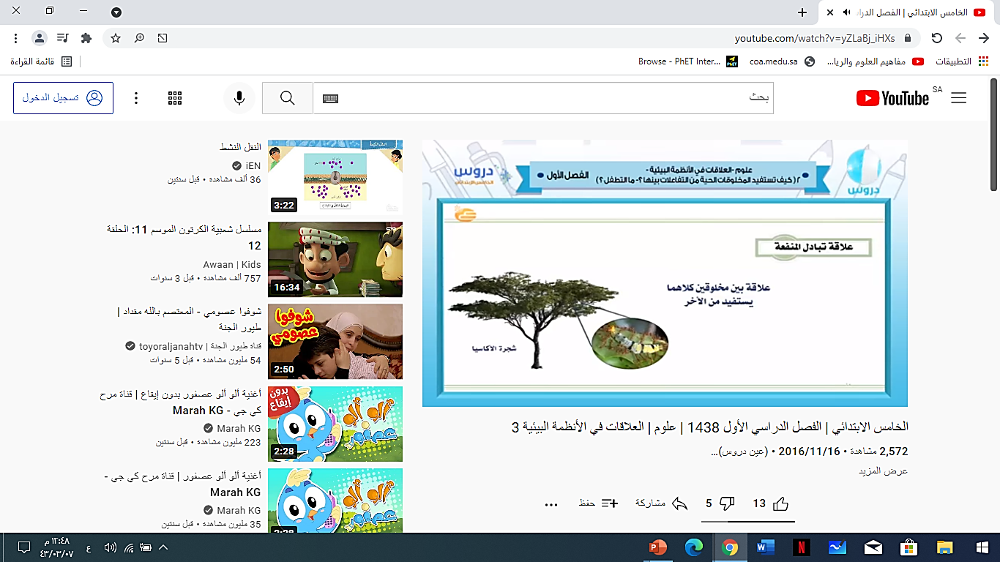 الخامس الابتدائي | الفصل الدرا
youtube.com/watch?v=yZLaBj_iHXs
التطبيقات
مفاهيم العلوم والريا...
coa.medu.sa
Browse - PhET Inter...
قائمة القراءة
YouTube SA
بحث
تسجيل الدخول
دروس
علوم -العلاقات في الأنظمة البيئية -
٢ (كيف تستفيد المخلوقات الحية من التفاعلات بينها ؟- ما التطفل ؟)
الفصل الأول
دروس
الخامس الابتدائي
علاقة تبادل المنفعة
علاقة بين مخلوقين كلاهما
يستفيد من الآخر
شجرة الأكاسيا
الخامس الابتدائي | الفصل الدراسي الأول 1438 | علوم | العلاقات في الأنظمة البيئية 3
2,572 مشاهدة • 2016/11/16 • (عين دروس)...
عرض المزيد
13
5
مشاركة
حفظ
النقل النشط
iEN
36 ألف مشاهدة • قبل سنتين
النقل النشط
3:22
مسلسل شعبية الكرتون الموسم 11: الحلقة
12
Awaan | Kids
757 ألف مشاهدة • قبل 3 سنوات
16:34
شوفوا عصومي - المعتصم بالله مقداد |
طيور الجنة
قناة طيور الجنة | toyoraljanahtv
54 مليون مشاهدة • قبل 5 سنوات
شوفوا
عصومي
2:50
أغنية ألو ألو عصفور بدون إيقاع | قناة مرح
كي جي - Marah KG
Marah KG
223 مليون مشاهدة • قبل سنتين
بدون
إيقاع
ألو ألو
عصفور
2:28
أغنية ألو ألو عصفور | قناة مرح كي جي -
Marah KG
Marah KG
35 مليون مشاهدة • قبل سنتين
ألو ألو
عصفور
ع
١٢:٤٨ م
٤٣/٠٣/٠٧